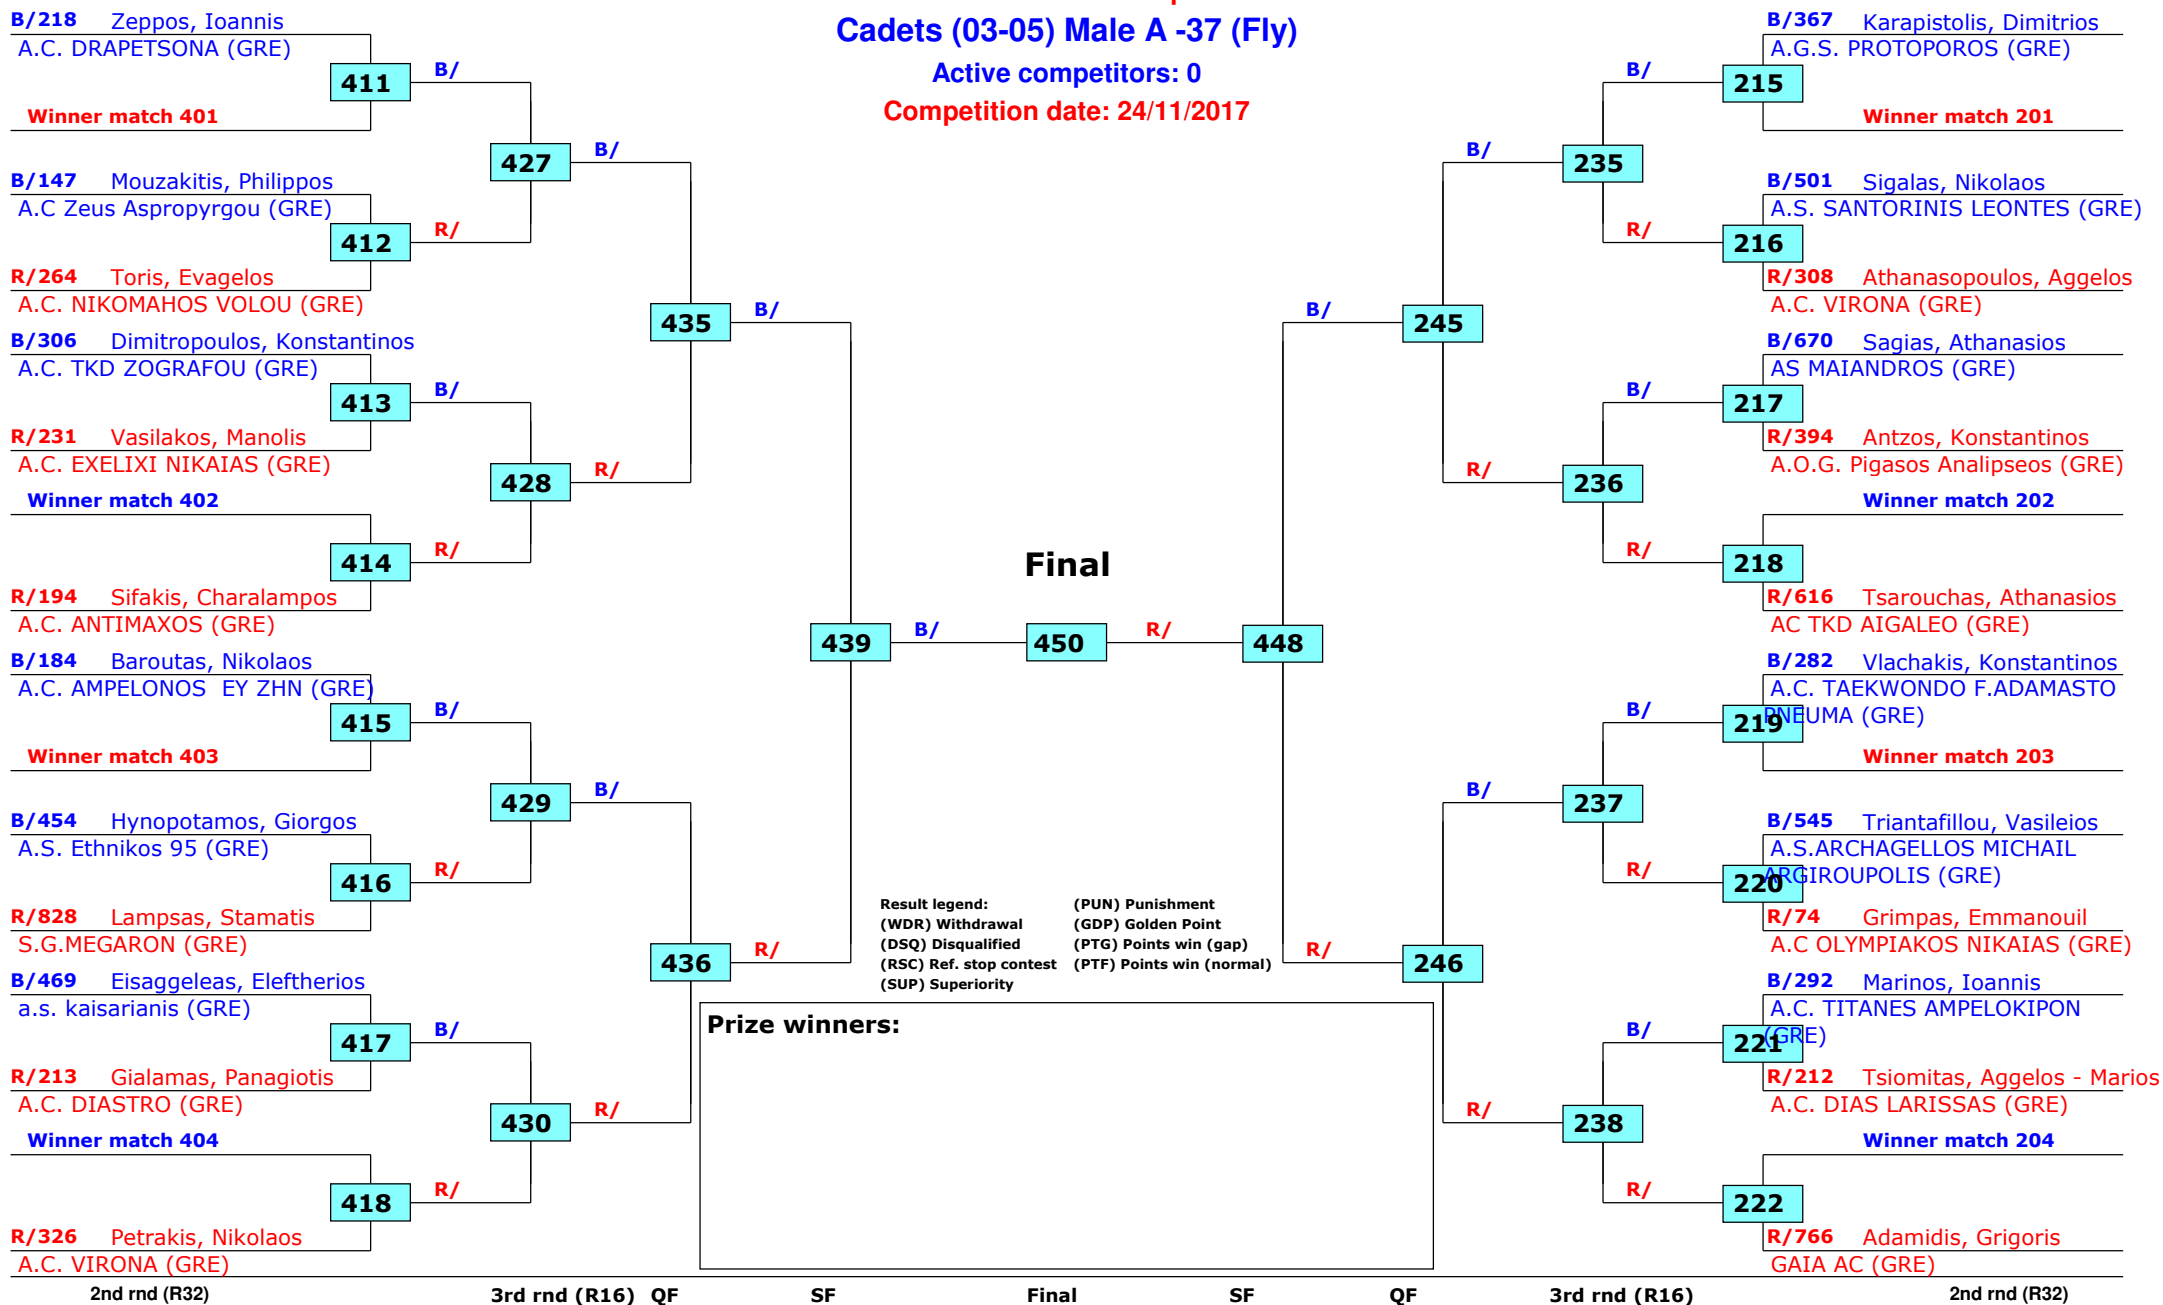 Cadets (03-05) Male A -37 (Fly)
Active competitors: 0
Competition date: 24/11/2017
B/218 Zeppos, Ioannis
A.C. DRAPETSONA (GRE)
411
B/
Winner match 401
427
B/
B/147 Mouzakitis, Philippos
A.C Zeus Aspropyrgou (GRE)
412
R/
R/264 Toris, Evagelos
A.C. NIKOMAHOS VOLOU (GRE)
435
B/
B/306 Dimitropoulos, Konstantinos
A.C. TKD ZOGRAFOU (GRE)
413
B/
R/231 Vasilakos, Manolis
A.C. EXELIXI NIKAIAS (GRE)
428
R/
Winner match 402
414
R/
R/194 Sifakis, Charalampos
A.C. ANTIMAXOS (GRE)
439
B/
B/184 Baroutas, Nikolaos
A.C. AMPELONOS EY ZHN (GRE)
415
B/
Winner match 403
429
B/
B/454 Hynopotamos, Giorgos
A.S. Ethnikos 95 (GRE)
416
R/
R/828 Lampsas, Stamatis
S.G.MEGARON (GRE)
436
R/
B/469 Eisaggeleas, Eleftherios
a.s. kaisarianis (GRE)
417
B/
R/213 Gialamas, Panagiotis
A.C. DIASTRO (GRE)
430
R/
Winner match 404
418
R/
R/326 Petrakis, Nikolaos
A.C. VIRONA (GRE)
Final
450
R/
448
Result legend:
(WDR) Withdrawal
(DSQ) Disqualified
(RSC) Ref. stop contest
(SUP) Superiority
(PUN) Punishment
(GDP) Golden Point
(PTG) Points win (gap)
(PTF) Points win (normal)
Prize winners:
B/367 Karapistolis, Dimitrios
A.G.S. PROTOPOROS (GRE)
B/
215
Winner match 201
B/
235
B/501 Sigalas, Nikolaos
A.S. SANTORINIS LEONTES (GRE)
R/
216
R/308 Athanasopoulos, Aggelos
A.C. VIRONA (GRE)
B/
245
B/670 Sagias, Athanasios
AS MAIANDROS (GRE)
B/
217
R/394 Antzos, Konstantinos
A.O.G. Pigasos Analipseos (GRE)
R/
236
Winner match 202
R/
218
R/616 Tsarouchas, Athanasios
AC TKD AIGALEO (GRE)
B/282 Vlachakis, Konstantinos
A.C. TAEKWONDO F.ADAMASTO
PNEUMA (GRE)
B/
219
Winner match 203
B/
237
B/545 Triantafillou, Vasileios
A.S.ARCHAGELLOS MICHAIL
ARGIROUPOLIS (GRE)
R/
220
R/74 Grimpas, Emmanouil
A.C OLYMPIAKOS NIKAIAS (GRE)
R/
246
B/292 Marinos, Ioannis
A.C. TITANES AMPELOKIPON
(GRE)
B/
221
R/212 Tsiomitas, Aggelos - Marios
A.C. DIAS LARISSAS (GRE)
R/
238
Winner match 204
R/
222
R/766 Adamidis, Grigoris
GAIA AC (GRE)
2nd rnd (R32) 3rd rnd (R16) QF SF Final SF QF 3rd rnd (R16) 2nd rnd (R32)